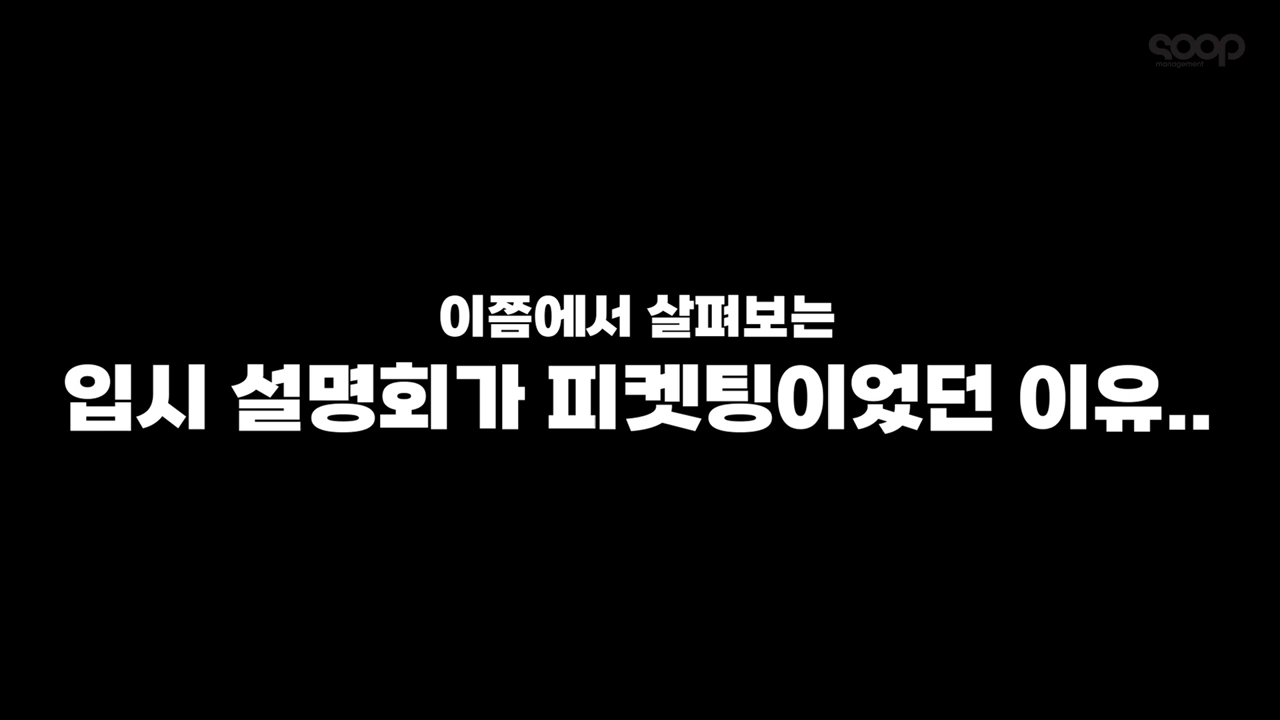 soop
management
이쯤에서 살펴보는
입시 설명회가 피켓팅이었던 이유..